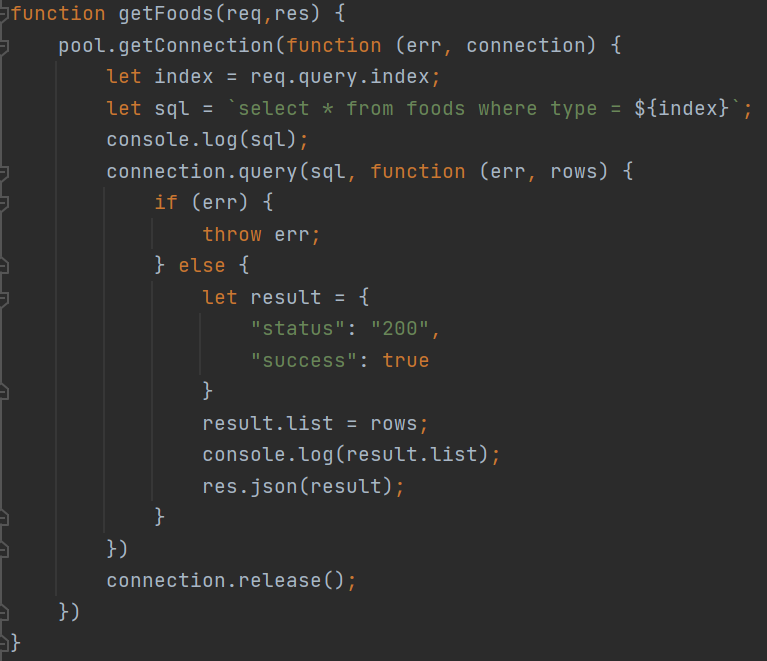 function getFoods(req,res) {
    pool.getConnection(function (err, connection) {
        let index = req.query.index;
        let sql = `select * from foods where type = ${index}`;
        console.log(sql);
        connection.query(sql, function (err, rows) {
            if (err) {
                throw err;
            } else {
                let result = {
                    "status": "200",
                    "success": true
                }
                result.list = rows;
                console.log(result.list);
                res.json(result);
            }
        })
        connection.release();
    })
}